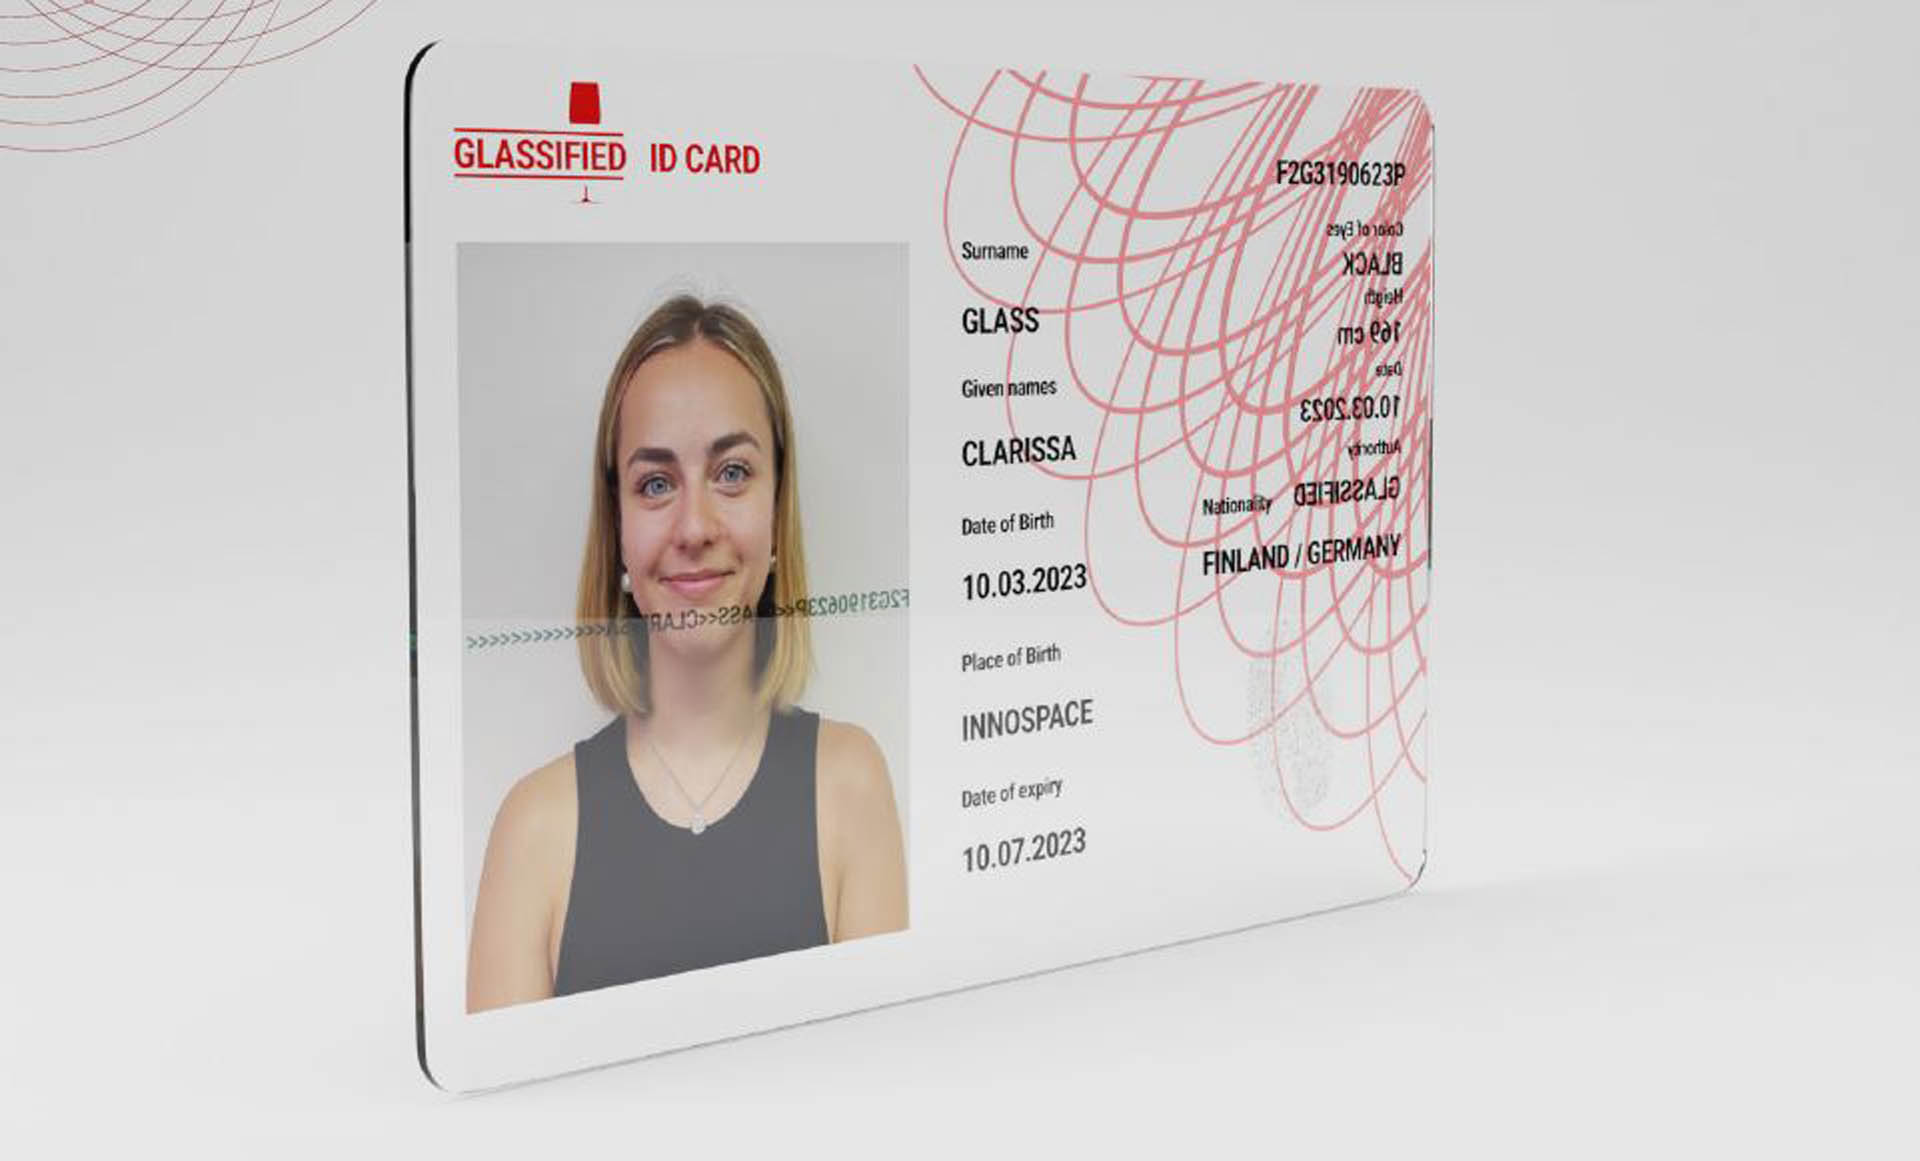 GLASSIFIED ID CARD
F2G3190623P
Surname
GLASS
Given names
CLARISSA
Date of Birth
10.03.2023
Place of Birth
INNOSPACE
Date of expiry
10.07.2023
Nationality
FINLAND / GERMANY
Color of Eyes
BLACK
Heigth
169 cm
Date
10.03.2023
Authority
GLASSIFIED